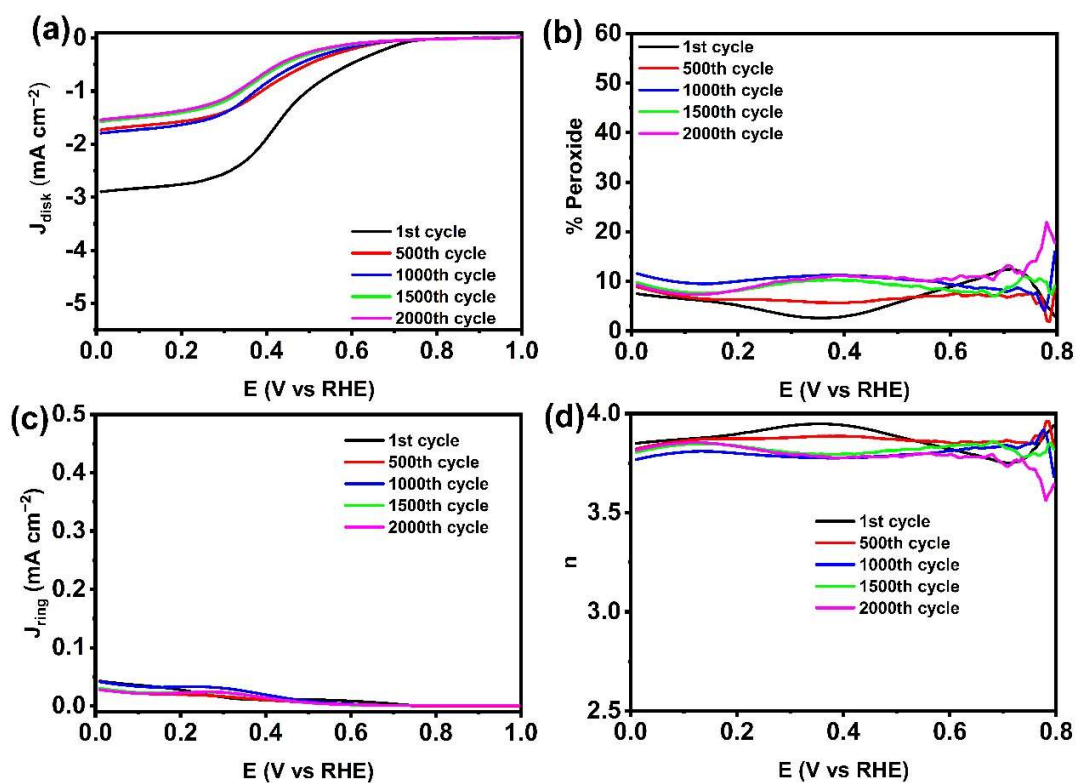 (a)
0
-1
-2
-3
-4
-5
J_disk (mA cm⁻²)
1st cycle
500th cycle
1000th cycle
1500th cycle
2000th cycle
0.0 0.2 0.4 0.6 0.8 1.0
E (V vs RHE)
(b)
60
50
40
30
20
10
0
% Peroxide
1st cycle
500th cycle
1000th cycle
1500th cycle
2000th cycle
0.0 0.2 0.4 0.6 0.8
E (V vs RHE)
(c)
0.5
0.4
0.3
0.2
0.1
0.0
J_ring (mA cm⁻²)
1st cycle
500th cycle
1000th cycle
1500th cycle
2000th cycle
0.0 0.2 0.4 0.6 0.8 1.0
E (V vs RHE)
(d)
4.0
3.5
3.0
2.5
n
1st cycle
500th cycle
1000th cycle
1500th cycle
2000th cycle
0.0 0.2 0.4 0.6 0.8
E (V vs RHE)